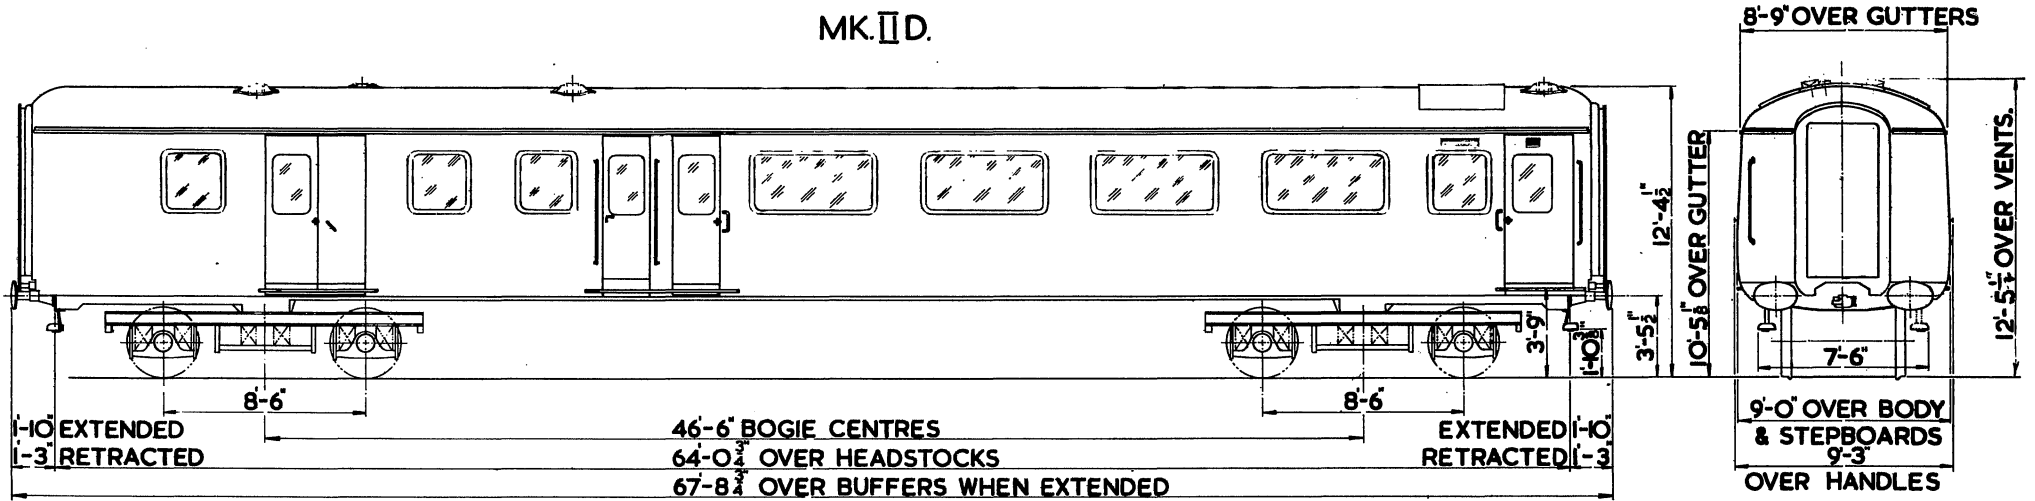 MK.IID.
8'-9" OVER GUTTERS
12'-4½"
10'-5⅛" OVER GUTTER
12'-5¼" OVER VENTS.
3'-9"
1'-10⅜"
3'-5½"
7'-6"
8'-6"
8'-6"
1'-10" EXTENDED
46'-6" BOGIE CENTRES
EXTENDED 1'-10"
9'-0" OVER BODY
& STEPBOARDS
1'-3" RETRACTED
64'-0¾" OVER HEADSTOCKS
RETRACTED 1'-3"
9'-3"
OVER HANDLES
67'-8¾" OVER BUFFERS WHEN EXTENDED